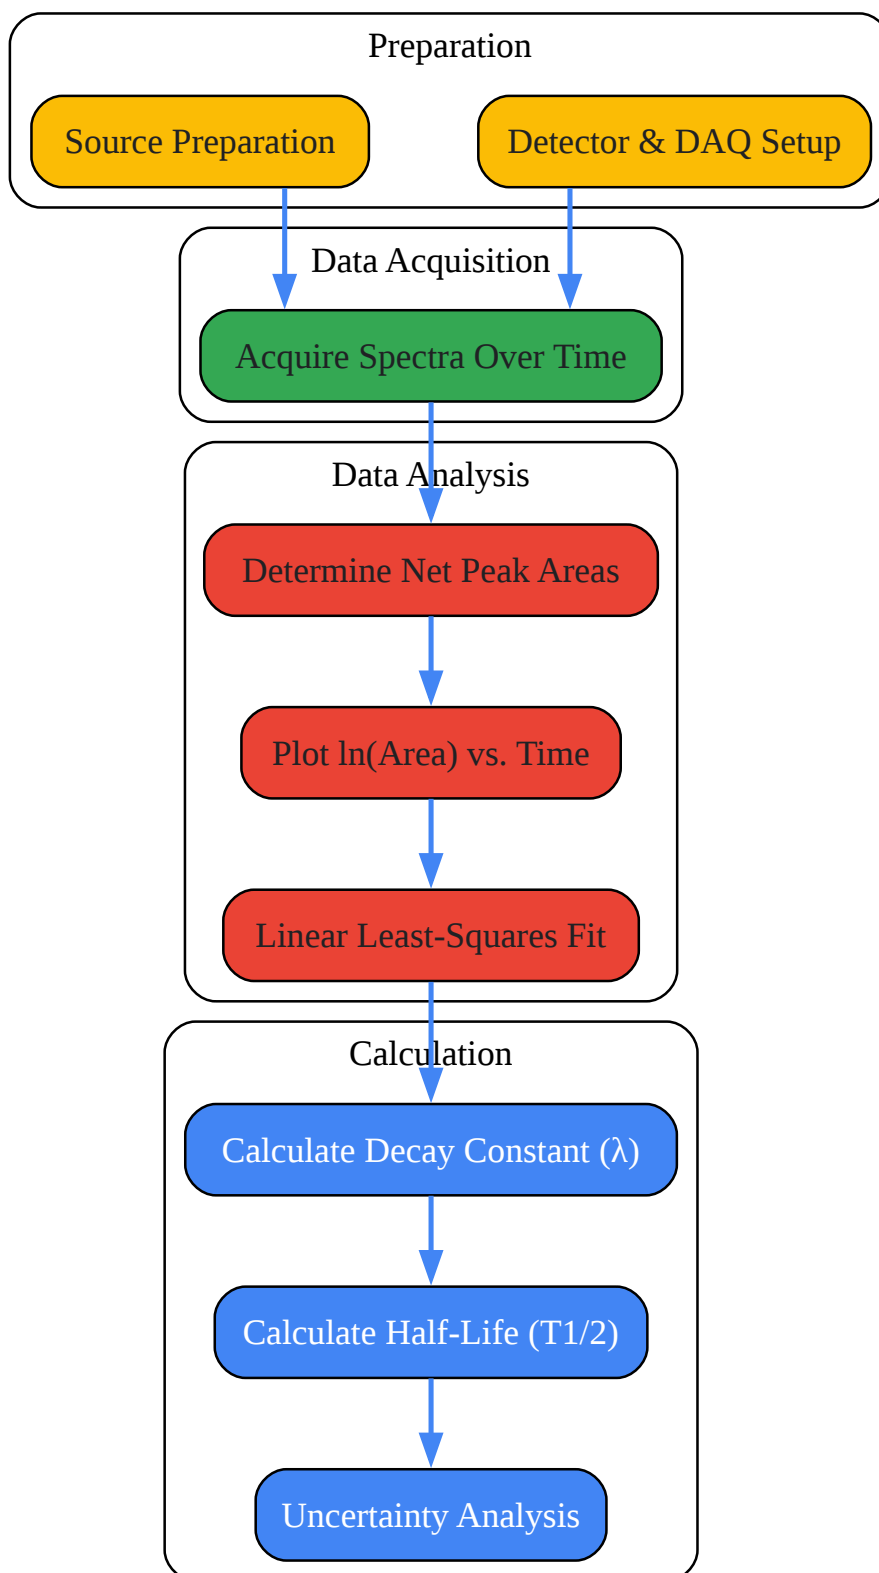 Preparation
Source Preparation
Detector & DAQ Setup
Data Acquisition
Acquire Spectra Over Time
Data Analysis
Determine Net Peak Areas
Plot ln(Area) vs. Time
Linear Least-Squares Fit
Calculation
Calculate Decay Constant (λ)
Calculate Half-Life (T1/2)
Uncertainty Analysis